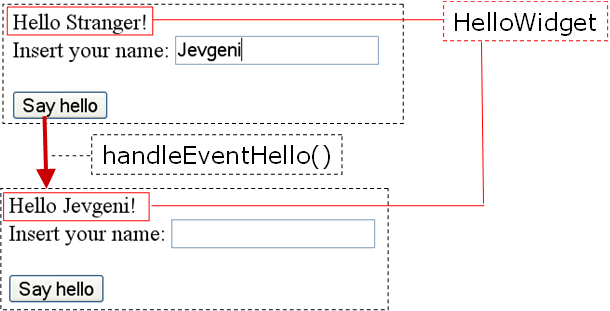 Hello Stranger!
HelloWidget
Insert your name: Jevgeni
Say hello
handleEventHello()
Hello Jevgeni!
Insert your name:
Say hello